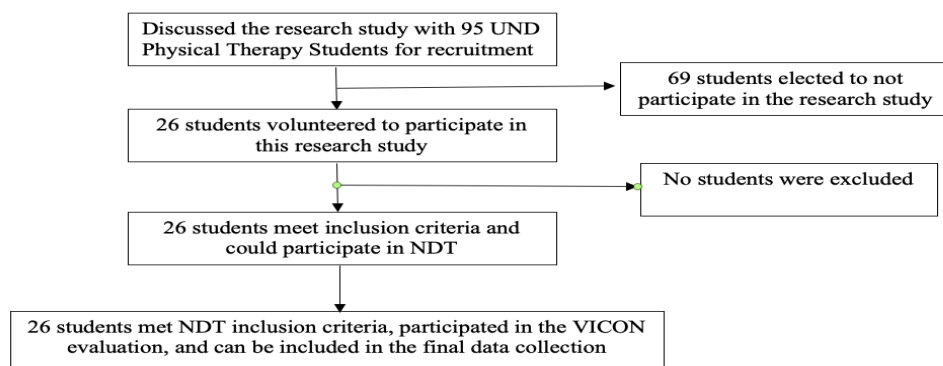 Discussed the research study with 95 UND
Physical Therapy Students for recruitment
69 students elected to not
participate in the research study
26 students volunteered to participate in
this research study
No students were excluded
26 students meet inclusion criteria and
could participate in NDT
26 students met NDT inclusion criteria, participated in the VICON
evaluation, and can be included in the final data collection